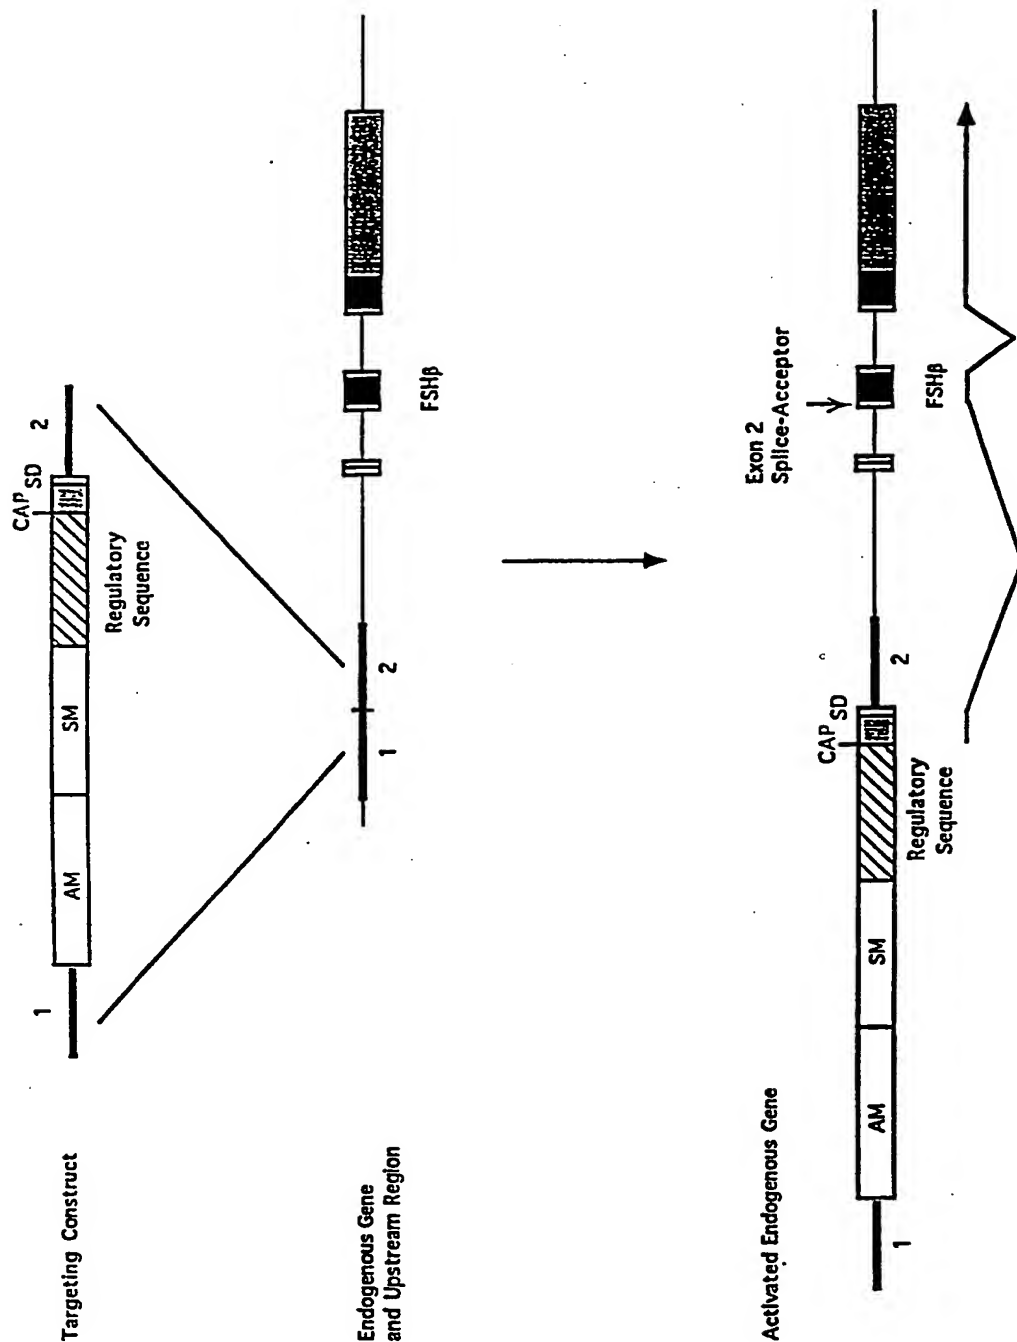 Targeting Construct
1
AM
SM
Regulatory
Sequence
CAP
SD
2
Endogenous Gene
and Upstream Region
1
2
FSHβ
Activated Endogenous Gene
1
AM
SM
Regulatory
Sequence
CAP
SD
2
Exon 2
Splice-Acceptor
FSHβ